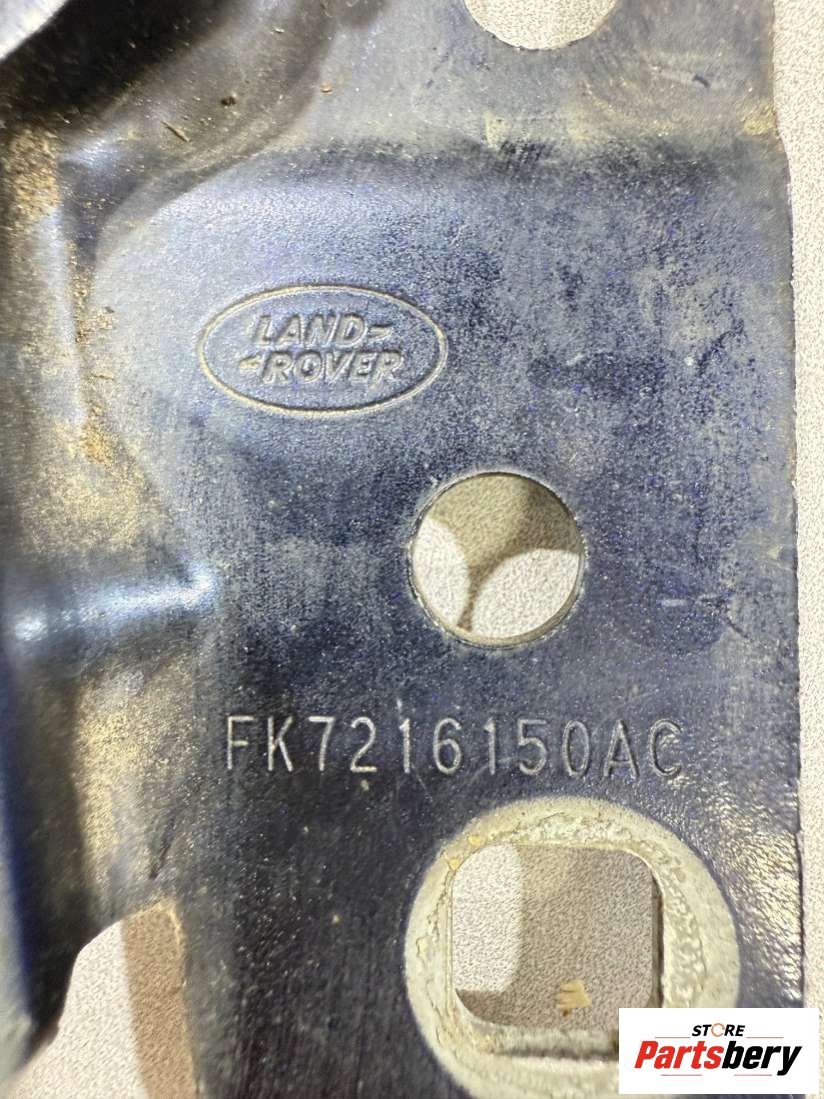 LAND-
-ROVER
FK7216150AC
STORE
Partsbery